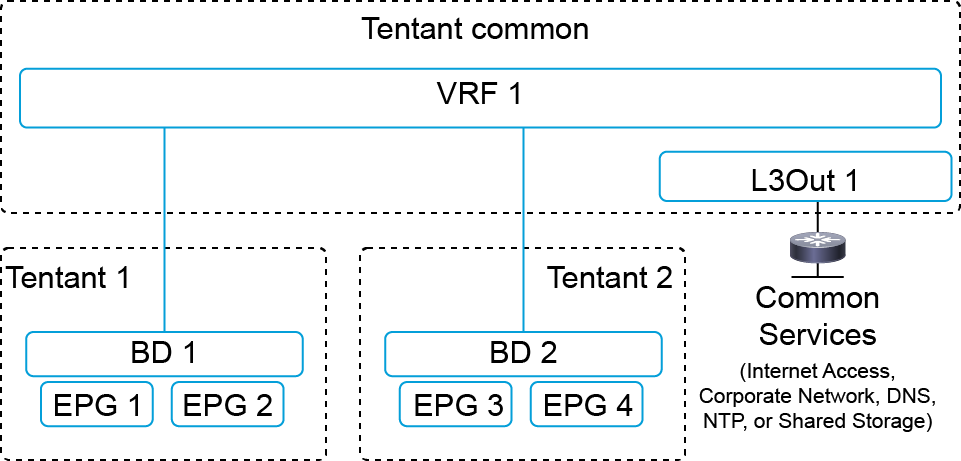 Tentant common
VRF 1
L3Out 1
Tentant 1
Tentant 2
BD 1
BD 2
EPG 1
EPG 2
EPG 3
EPG 4
Common
Services
(Internet Access,
Corporate Network, DNS,
NTP, or Shared Storage)